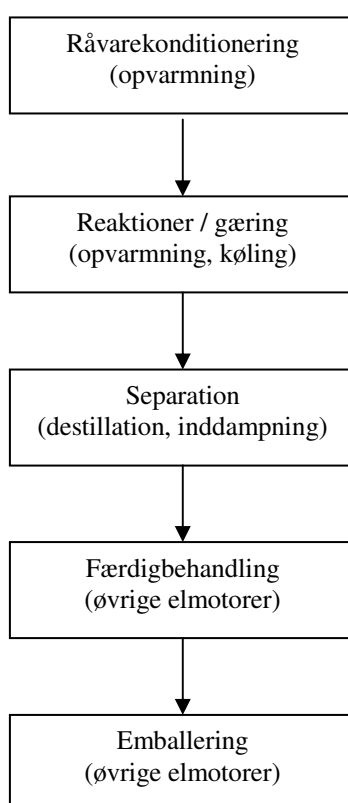 Råvarekonditionering
(opvarmning)
Reaktioner / gæring
(opvarmning, køling)
Separation
(destillation, inddampning)
Færdigbehandling
(øvrige elmotorer)
Emballering
(øvrige elmotorer)